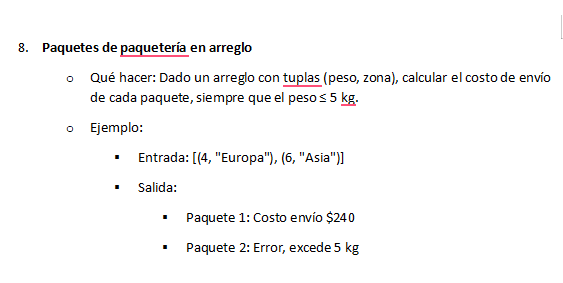 8. Paquetes de paquetería en arreglo
o Qué hacer: Dado un arreglo con tuplas (peso, zona), calcular el costo de envío
de cada paquete, siempre que el peso ≤ 5 kg.
o Ejemplo:
▪ Entrada: [(4, "Europa"), (6, "Asia")]
▪ Salida:
▪ Paquete 1: Costo envío $240
▪ Paquete 2: Error, excede 5 kg